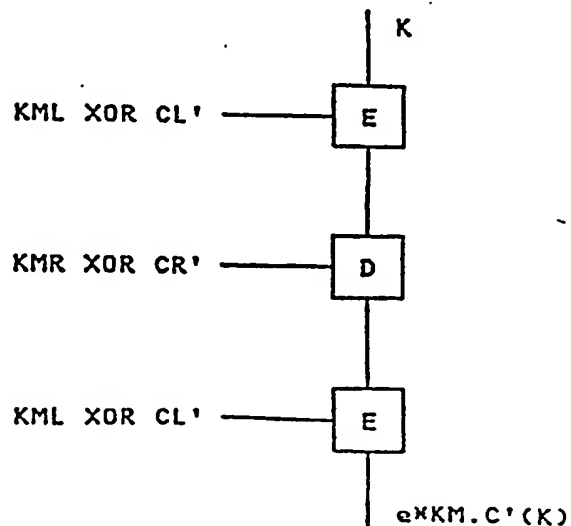 K
KML XOR CL' E
KMR XOR CR' D
KML XOR CL' E
e*KM.C'(K)